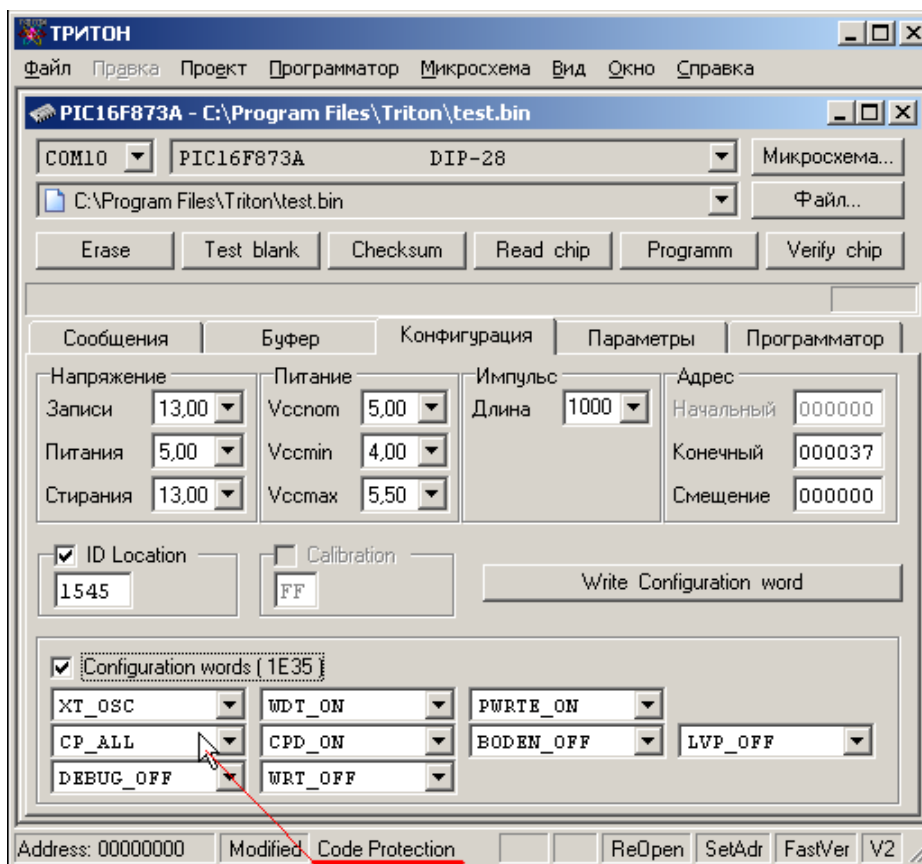 ТРИТОН
Файл Правка Проект Программатор Микросхема Вид Окно Справка
PIC16F873A - C:\Program Files\Triton\test.bin
COM10 PIC16F873A DIP-28 Микросхема...
C:\Program Files\Triton\test.bin Файл...
Erase Test blank Checksum Read chip Programm Verify chip
Сообщения Буфер Конфигурация Параметры Программатор
Напряжение Питание Импульс Адрес
Записи 13,00 Vccnom 5,00 Длина 1000 Начальный 000000
Питания 5,00 Vccmin 4,00 Конечный 000037
Стирания 13,00 Vccmax 5,50 Смещение 000000
ID Location Calibration
1545 FF Write Configuration word
Configuration words ( 1E35 )
XT_OSC WDT_ON PWRTE_ON
CP_ALL CPD_ON BODEN_OFF LVP_OFF
DEBUG_OFF WRT_OFF
Address: 00000000 Modified Code Protection ReOpen SetAdr FastVer V2